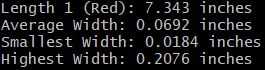 Length 1 (Red): 7.343 inches
Average Width: 0.0692 inches
Smallest Width: 0.0184 inches
Highest Width: 0.2076 inches